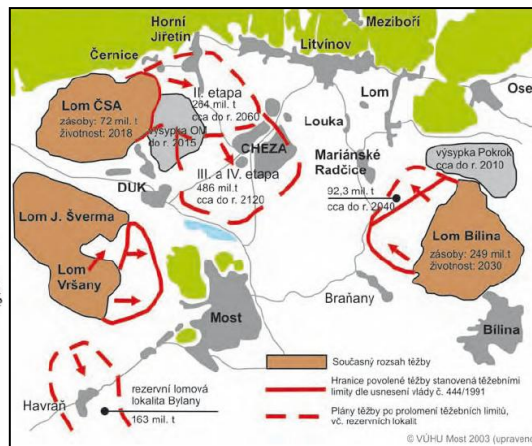 Meziboří
Horní
Jiřetín
Litvínov
Černice
Lom
Ose
II. etapa
264 mil. t
cca do r. 2060
Lom ČSA
zásoby: 72 mil. t
životnost: 2018
výsypka OM
do r. 2015
CHEZA
Louka
Mariánské
Radčice
výsypka Pokrok
cca do r. 2010
III. a IV. etapa
486 mil.t
cca do r. 2120
DUK
92,3 mil. t
cca do r. 2040
Lom J. Šverma
Lom Bílina
zásoby: 249 mil.t
životnost: 2030
Lom
Vršany
Braňany
Most
Bílina
Současný rozsah těžby
Hranice povolené těžby stanovená těžebními
limity dle usnesení vlády č. 444/1991
Plány těžby po prolomení těžebních limitů,
vč. rezervních lokalit
rezervní lomová
lokalita Bylany
163 mil. t
Havraň
© VÚHU Most 2003 (upraveny